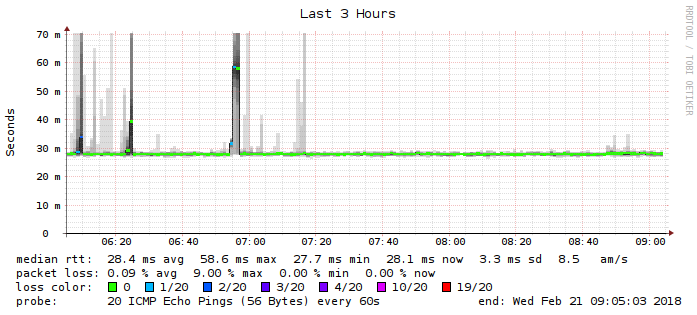 Last 3 Hours
RRDTOOL / TOBI OETIKER
Seconds
70 m
60 m
50 m
40 m
30 m
20 m
10 m
0
06:20 06:40 07:00 07:20 07:40 08:00 08:20 08:40 09:00
median rtt: 28.4 ms avg 58.6 ms max 27.7 ms min 28.1 ms now 3.3 ms sd 8.5 am/s
packet loss: 0.09 % avg 9.00 % max 0.00 % min 0.00 % now
loss color: 0 1/20 2/20 3/20 4/20 10/20 19/20
probe: 20 ICMP Echo Pings (56 Bytes) every 60s end: Wed Feb 21 09:05:03 2018